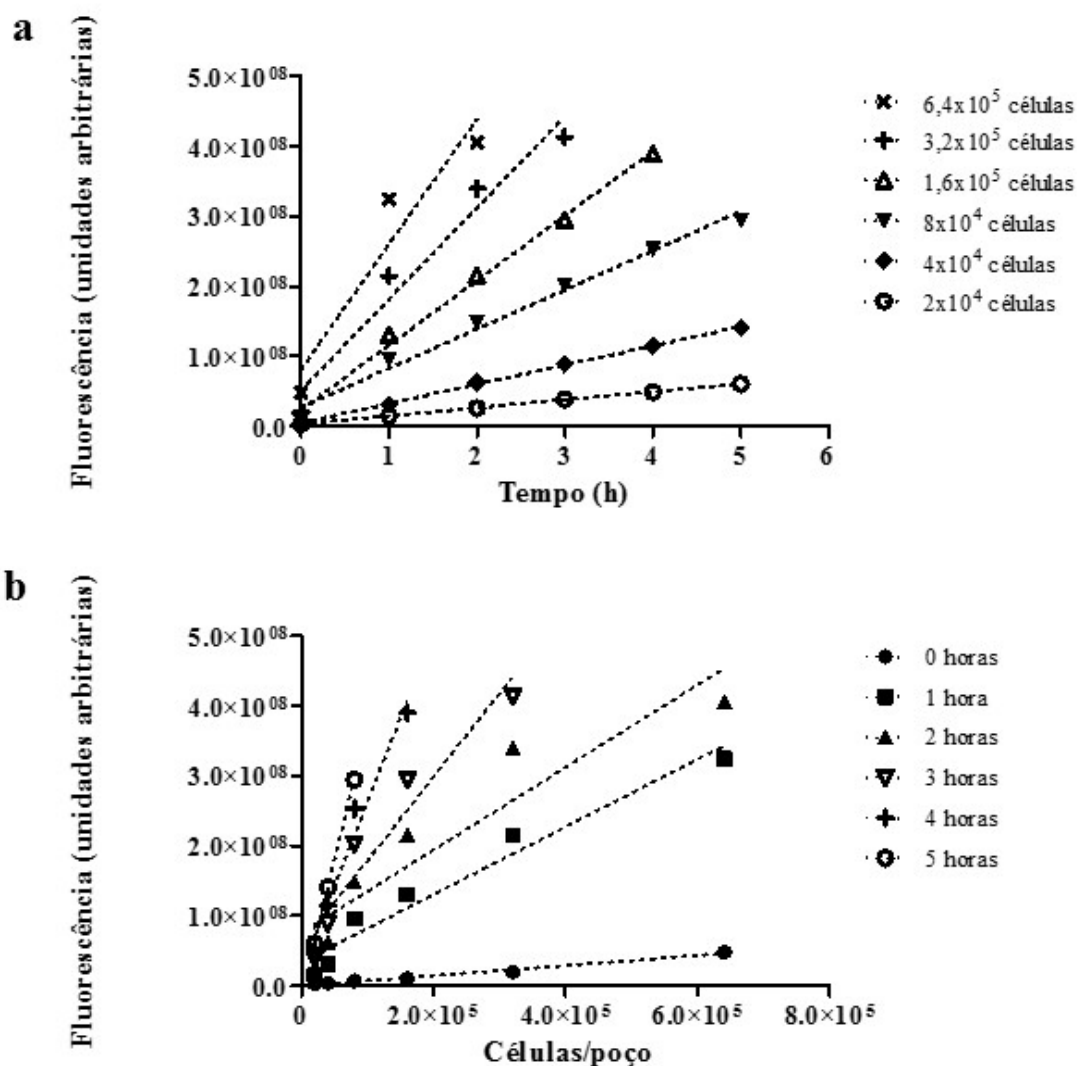 a
Fluorescência (unidades arbitrárias)
5.0×10⁰⁸
4.0×10⁰⁸
3.0×10⁰⁸
2.0×10⁰⁸
1.0×10⁰⁸
0.0
0 1 2 3 4 5 6
Tempo (h)
6,4x10⁵ células
3,2x10⁵ células
1,6x10⁵ células
8x10⁴ células
4x10⁴ células
2x10⁴ células
b
Fluorescência (unidades arbitrárias)
5.0×10⁰⁸
4.0×10⁰⁸
3.0×10⁰⁸
2.0×10⁰⁸
1.0×10⁰⁸
0.0
0 2.0×10⁵ 4.0×10⁵ 6.0×10⁵ 8.0×10⁵
Células/poço
0 horas
1 hora
2 horas
3 horas
4 horas
5 horas